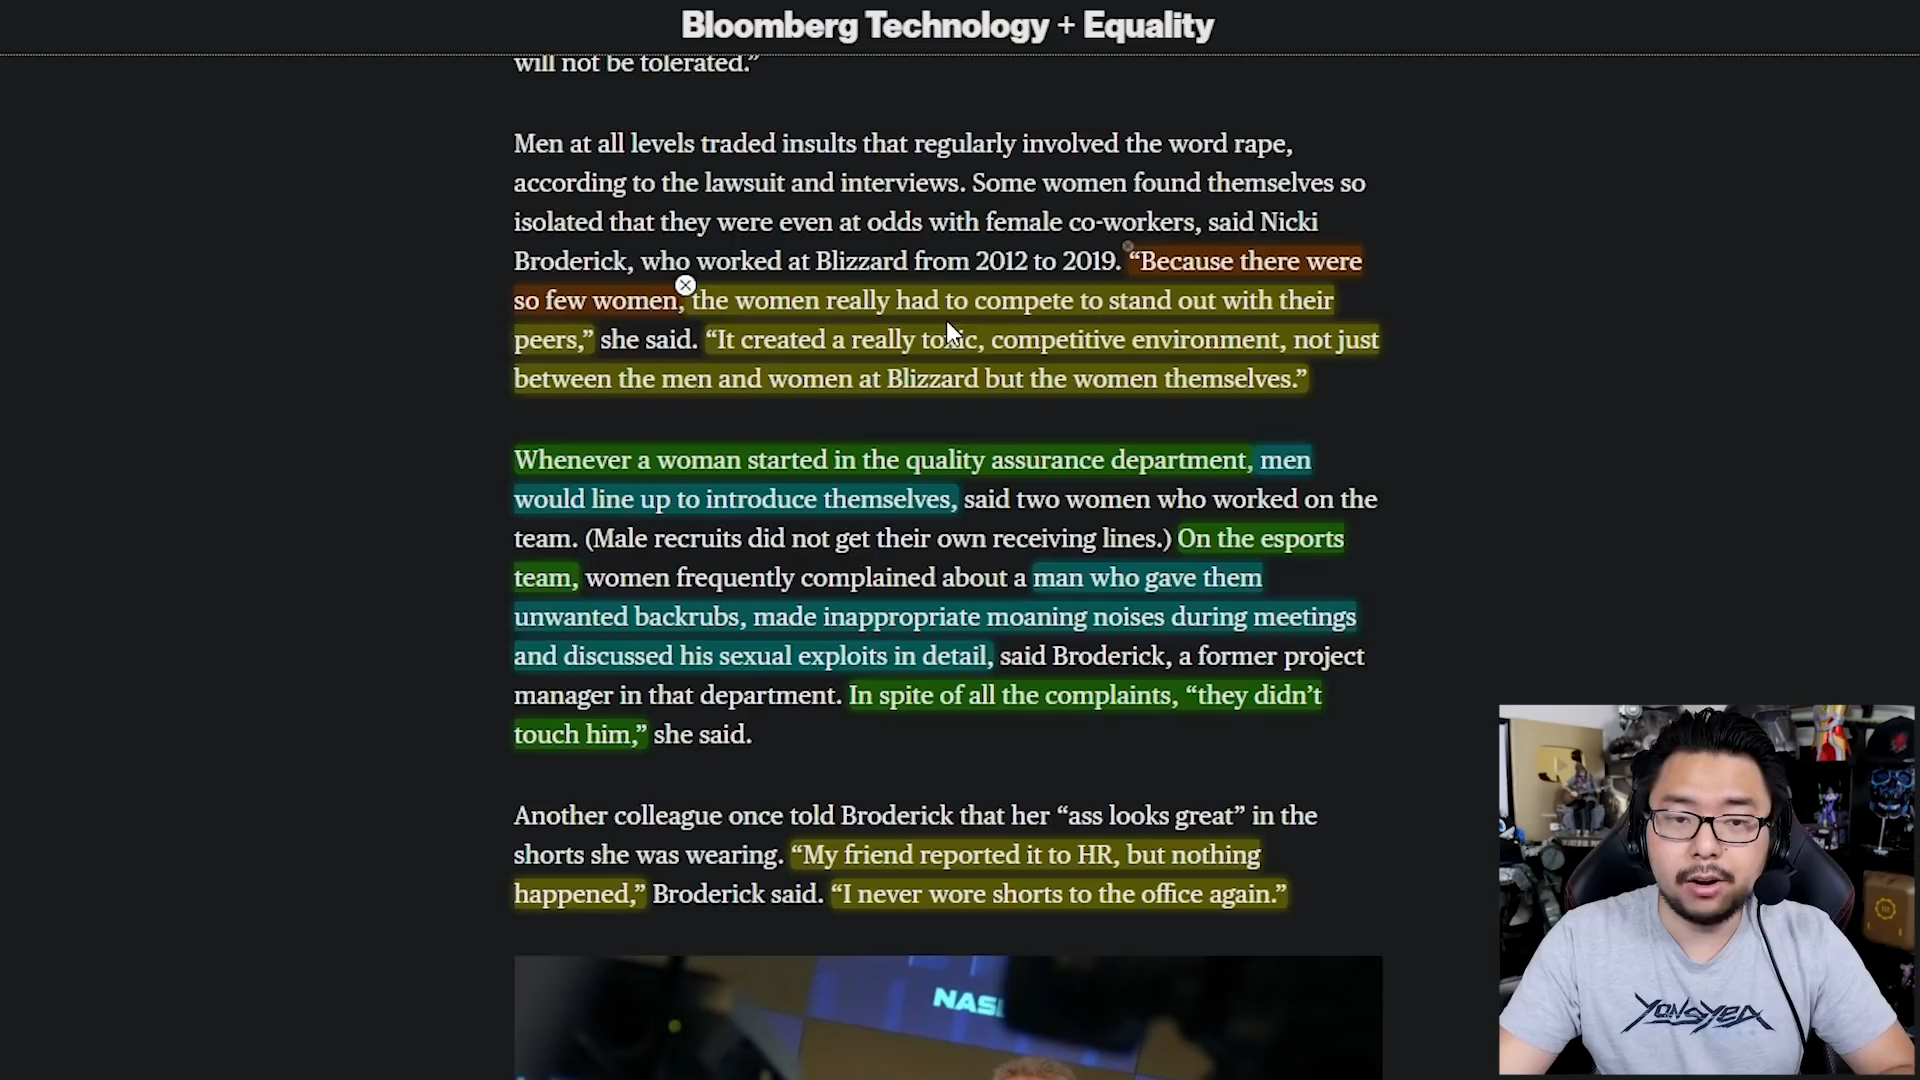 Bloomberg Technology + Equality
will not be tolerated.”
Men at all levels traded insults that regularly involved the word rape,
according to the lawsuit and interviews. Some women found themselves so
isolated that they were even at odds with female co-workers, said Nicki
Broderick, who worked at Blizzard from 2012 to 2019. “Because there were
so few women, the women really had to compete to stand out with their
peers,” she said. “It created a really toxic, competitive environment, not just
between the men and women at Blizzard but the women themselves.”
Whenever a woman started in the quality assurance department, men
would line up to introduce themselves, said two women who worked on the
team. (Male recruits did not get their own receiving lines.) On the esports
team, women frequently complained about a man who gave them
unwanted backrubs, made inappropriate moaning noises during meetings
and discussed his sexual exploits in detail, said Broderick, a former project
manager in that department. In spite of all the complaints, “they didn’t
touch him,” she said.
Another colleague once told Broderick that her “ass looks great” in the
shorts she was wearing. “My friend reported it to HR, but nothing
happened,” Broderick said. “I never wore shorts to the office again.”
NAS
YONGYEA